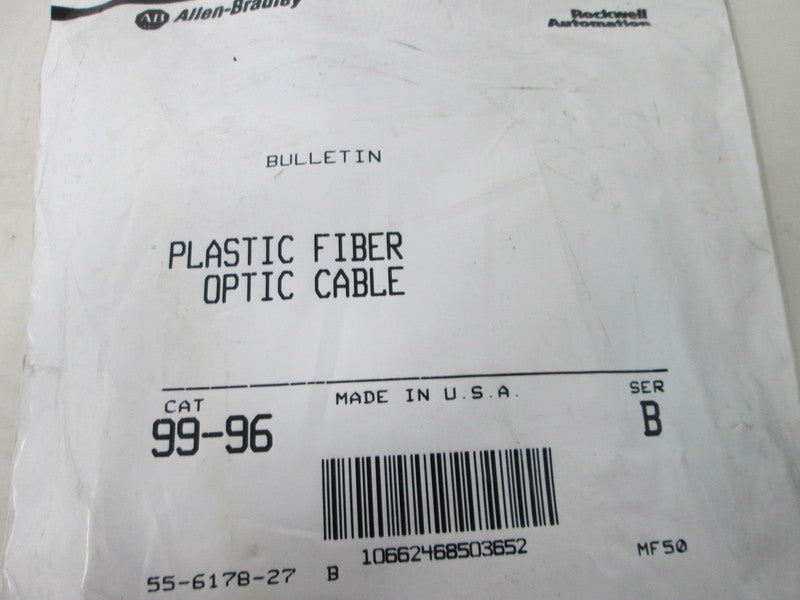 AB Allen-Bradley
Rockwell
Automation
BULLETIN
PLASTIC FIBER
OPTIC CABLE
CAT MADE IN U.S.A. SER
99-96 B
10662468503652
55-6178-27 B MF50